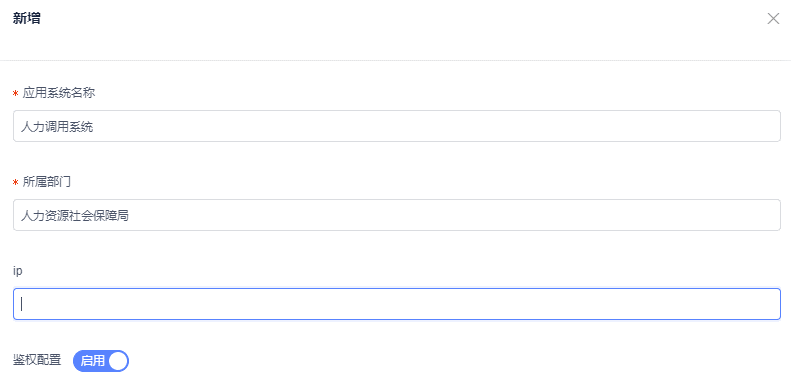 新增
* 应用系统名称
人力调用系统
* 所属部门
人力资源社会保障局
ip
鉴权配置 启用